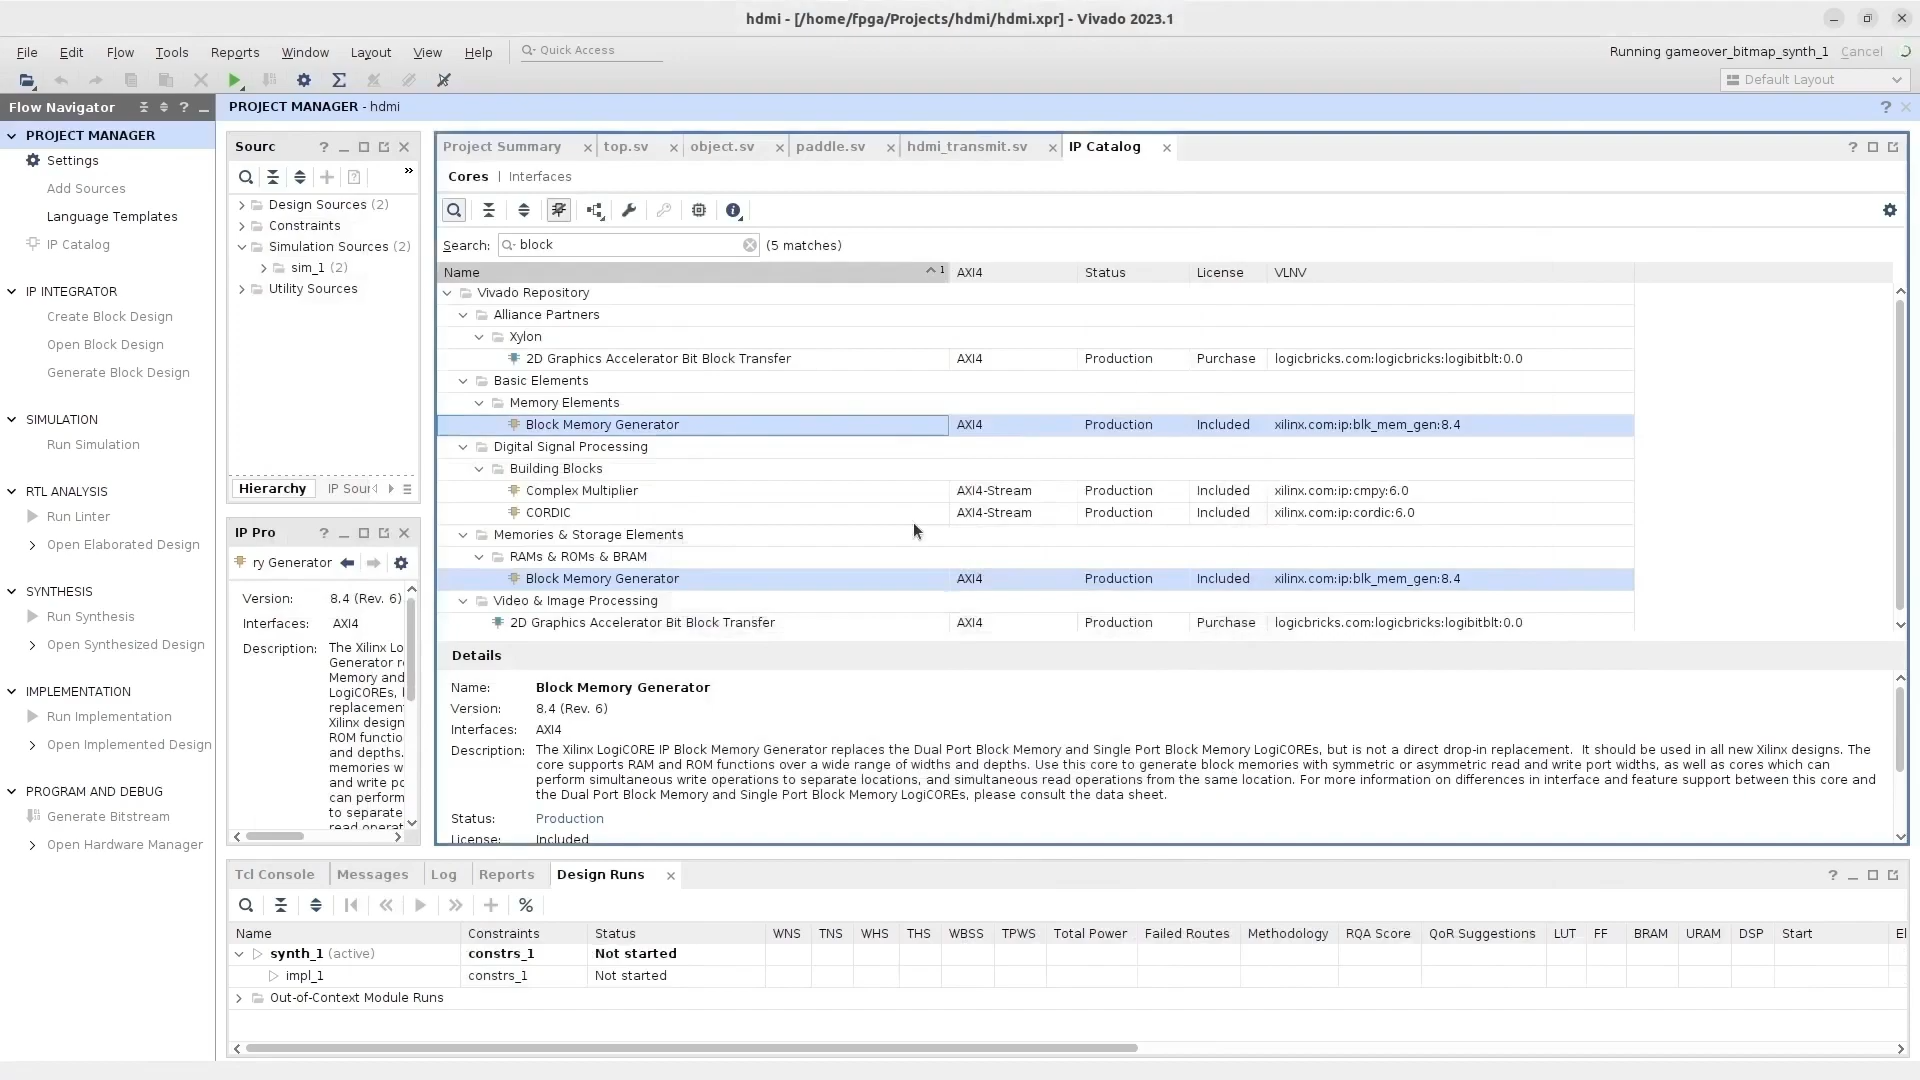 hdmi - [/home/fpga/Projects/hdmi/hdmi.xpr] - Vivado 2023.1
File Edit Flow Tools Reports Window Layout View Help Quick Access
Running gameover_bitmap_synth_1 Cancel
Default Layout
Flow Navigator
PROJECT MANAGER
Settings
Add Sources
Language Templates
IP Catalog
IP INTEGRATOR
Create Block Design
Open Block Design
Generate Block Design
SIMULATION
Run Simulation
RTL ANALYSIS
Run Linter
Open Elaborated Design
SYNTHESIS
Run Synthesis
Open Synthesized Design
IMPLEMENTATION
Run Implementation
Open Implemented Design
PROGRAM AND DEBUG
Generate Bitstream
Open Hardware Manager
PROJECT MANAGER - hdmi
Sourc
Design Sources (2)
Constraints
Simulation Sources (2)
sim_1 (2)
Utility Sources
Hierarchy IP Sour
IP Pro
ry Generator
Version: 8.4 (Rev. 6)
Interfaces: AXI4
Description: The Xilinx Lo
Generator r
Memory and
LogiCOREs, 
replacement
Xilinx design
ROM functio
and depths.
memories w
and write po
can perform
to separate
read operat
Project Summary top.sv object.sv paddle.sv hdmi_transmit.sv IP Catalog
Cores | Interfaces
Search: block (5 matches)
Name 1 AXI4 Status License VLNV
Vivado Repository
Alliance Partners
Xylon
2D Graphics Accelerator Bit Block Transfer AXI4 Production Purchase logicbricks.com:logicbricks:logibitblt:0.0
Basic Elements
Memory Elements
Block Memory Generator AXI4 Production Included xilinx.com:ip:blk_mem_gen:8.4
Digital Signal Processing
Building Blocks
Complex Multiplier AXI4-Stream Production Included xilinx.com:ip:cmpy:6.0
CORDIC AXI4-Stream Production Included xilinx.com:ip:cordic:6.0
Memories & Storage Elements
RAMs & ROMs & BRAM
Block Memory Generator AXI4 Production Included xilinx.com:ip:blk_mem_gen:8.4
Video & Image Processing
2D Graphics Accelerator Bit Block Transfer AXI4 Production Purchase logicbricks.com:logicbricks:logibitblt:0.0
Details
Name: Block Memory Generator
Version: 8.4 (Rev. 6)
Interfaces: AXI4
Description: The Xilinx LogiCORE IP Block Memory Generator replaces the Dual Port Block Memory and Single Port Block Memory LogiCOREs, but is not a direct drop-in replacement. It should be used in all new Xilinx designs. The
core supports RAM and ROM functions over a wide range of widths and depths. Use this core to generate block memories with symmetric or asymmetric read and write port widths, as well as cores which can
perform simultaneous write operations to separate locations, and simultaneous read operations from the same location. For more information on differences in interface and feature support between this core and
the Dual Port Block Memory and Single Port Block Memory LogiCOREs, please consult the data sheet.
Status: Production
License: Included
Tcl Console Messages Log Reports Design Runs
Name Constraints Status WNS TNS WHS THS WBSS TPWS Total Power Failed Routes Methodology RQA Score QoR Suggestions LUT FF BRAM URAM DSP Start El
synth_1 (active) constrs_1 Not started
impl_1 constrs_1 Not started
Out-of-Context Module Runs